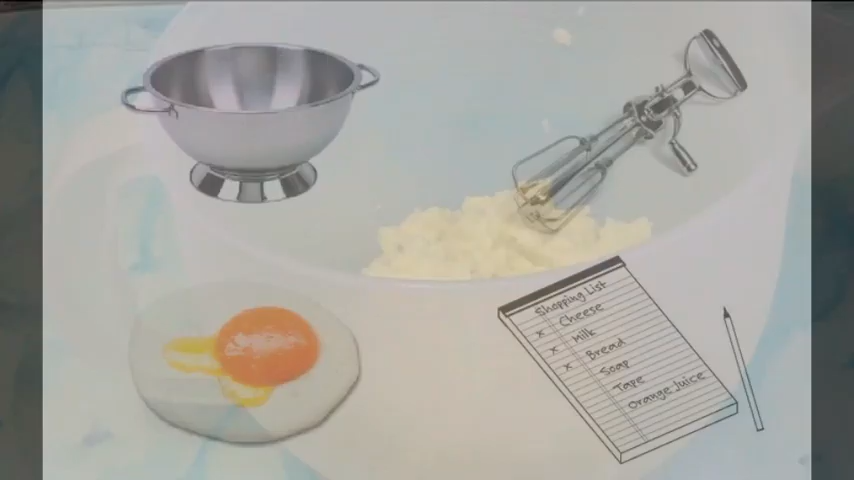 Shopping List
x Cheese
x Milk
x Bread
Soap
Tape
Orange Juice